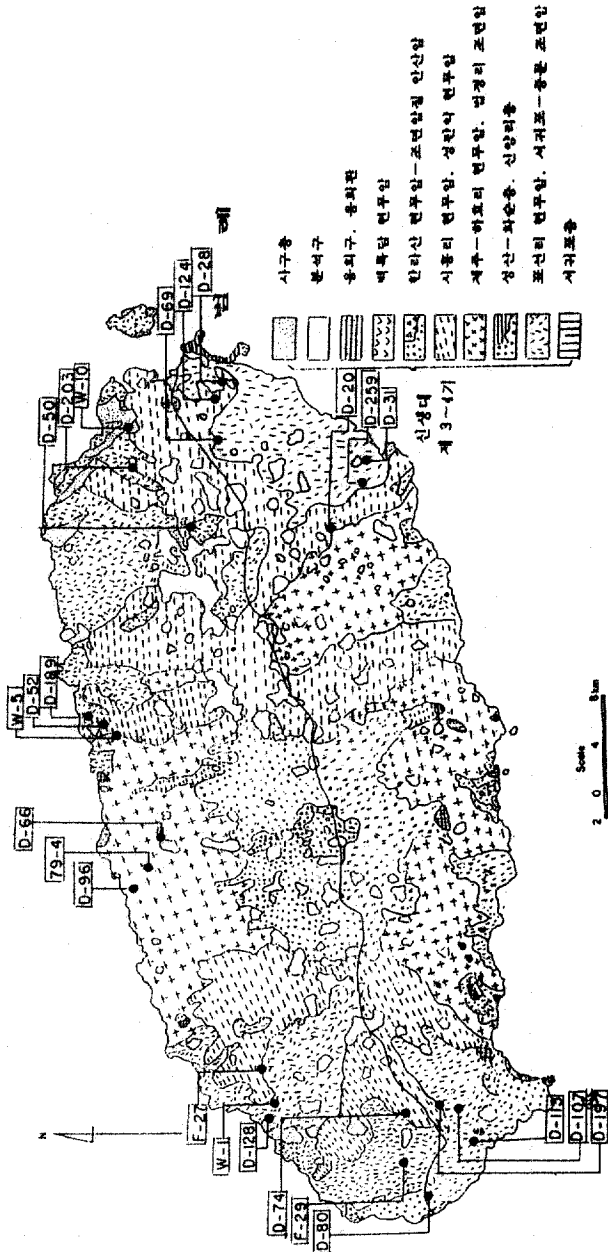 범 례
사구층
분석구
응회구, 응회환
백록담 현무암
한라산 현무암-조면암질 안산암
시흥리 현무암, 성판악 현무암
제주-하효리 현무암, 법정리 조면암
성산-화순층, 신양리층
표선리 현무암, 서귀포-중문 조면암
서귀포층
신생대
제 3~4기
D-50
D-203
W-10
D-69
D-124
D-28
W-5
D-52
D-189
D-66
79-4
D-96
D-20
D-259
D-31
N
F-27
W-1
D-128
D-74
F-29
D-80
D-113
D-107
D-197
Scale
2 0 4 8km